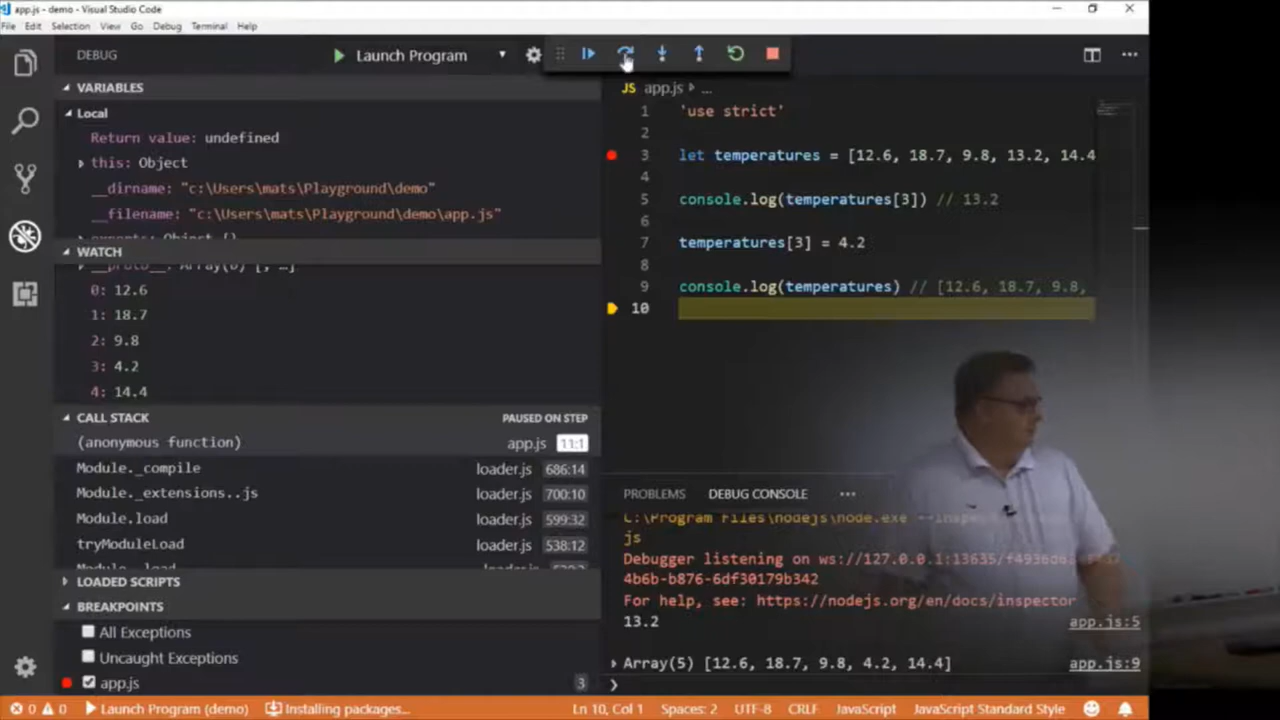 app.js - demo - Visual Studio Code
File Edit Selection View Go Debug Terminal Help
DEBUG
Launch Program
VARIABLES
Local
Return value: undefined
this: Object
__dirname: "c:\Users\mats\Playground\demo"
__filename: "c:\Users\mats\Playground\demo\app.js"
WATCH
__proto__: Array(0) [, …]
0: 12.6
1: 18.7
2: 9.8
3: 4.2
4: 14.4
CALL STACK PAUSED ON STEP
(anonymous function) app.js 11:1
Module._compile loader.js 686:14
Module._extensions..js loader.js 700:10
Module.load loader.js 599:32
tryModuleLoad loader.js 538:12
LOADED SCRIPTS
BREAKPOINTS
All Exceptions
Uncaught Exceptions
app.js 3
JS app.js › ...
1 'use strict'
2
3 let temperatures = [12.6, 18.7, 9.8, 13.2, 14.4
4
5 console.log(temperatures[3]) // 13.2
6
7 temperatures[3] = 4.2
8
9 console.log(temperatures) // [12.6, 18.7, 9.8,
10
PROBLEMS DEBUG CONSOLE ...
C:\Program Files\nodejs\node.exe
js
Debugger listening on ws://127.0.0.1:13635/
4b6b-b876-6df30179b342
For help, see: https://nodejs.org/en/docs/inspector
13.2 app.js:5
Array(5) [12.6, 18.7, 9.8, 4.2, 14.4] app.js:9
0 0 Launch Program (demo) Installing packages... Ln 10, Col 1 Spaces: 2 UTF-8 CRLF JavaScript JavaScript Standard Style